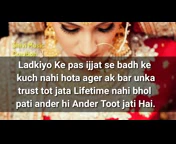 Ladkiyo Ke pas ijjat se badh ke
kuch nahi hota ager ak bar unka
trust tot jata Lifetime nahi bhol
pati ander hi Ander Toot jati Hai.